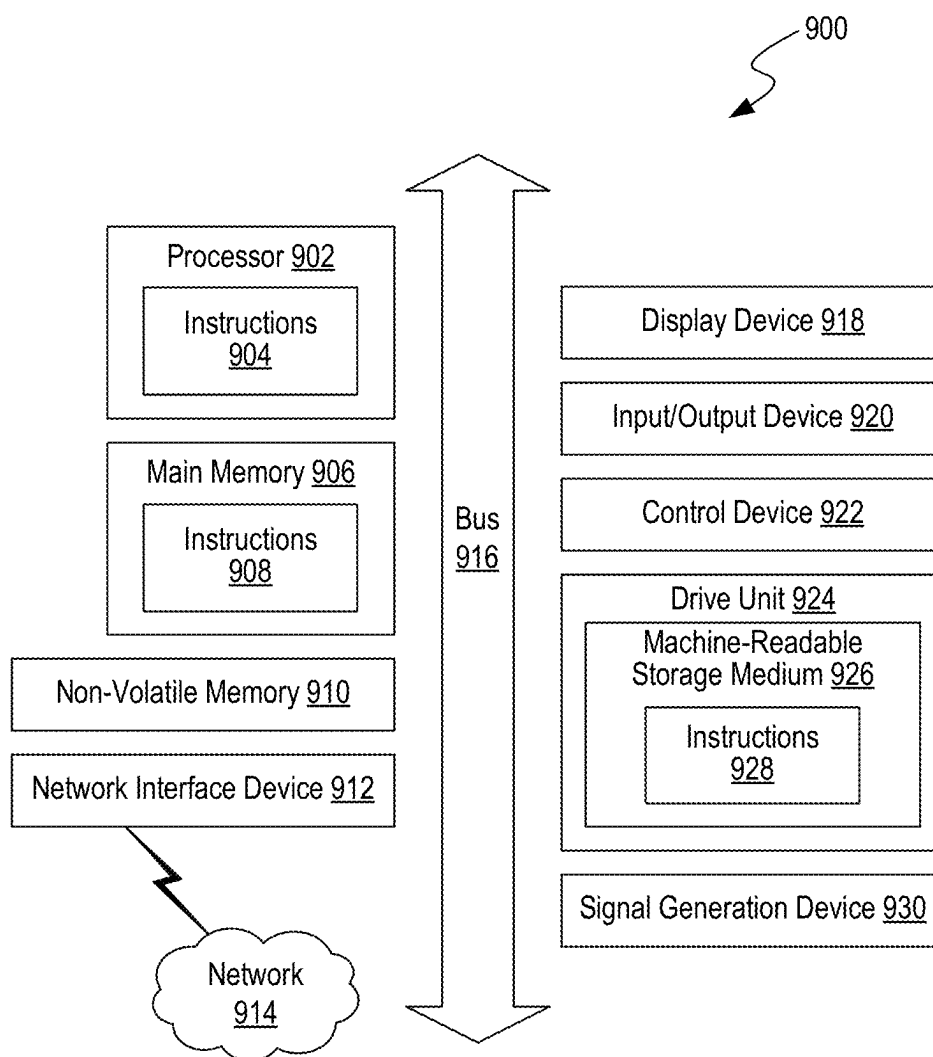 900
Processor 902
Instructions
904
Main Memory 906
Instructions
908
Non-Volatile Memory 910
Network Interface Device 912
Network
914
Bus
916
Display Device 918
Input/Output Device 920
Control Device 922
Drive Unit 924
Machine-Readable
Storage Medium 926
Instructions
928
Signal Generation Device 930